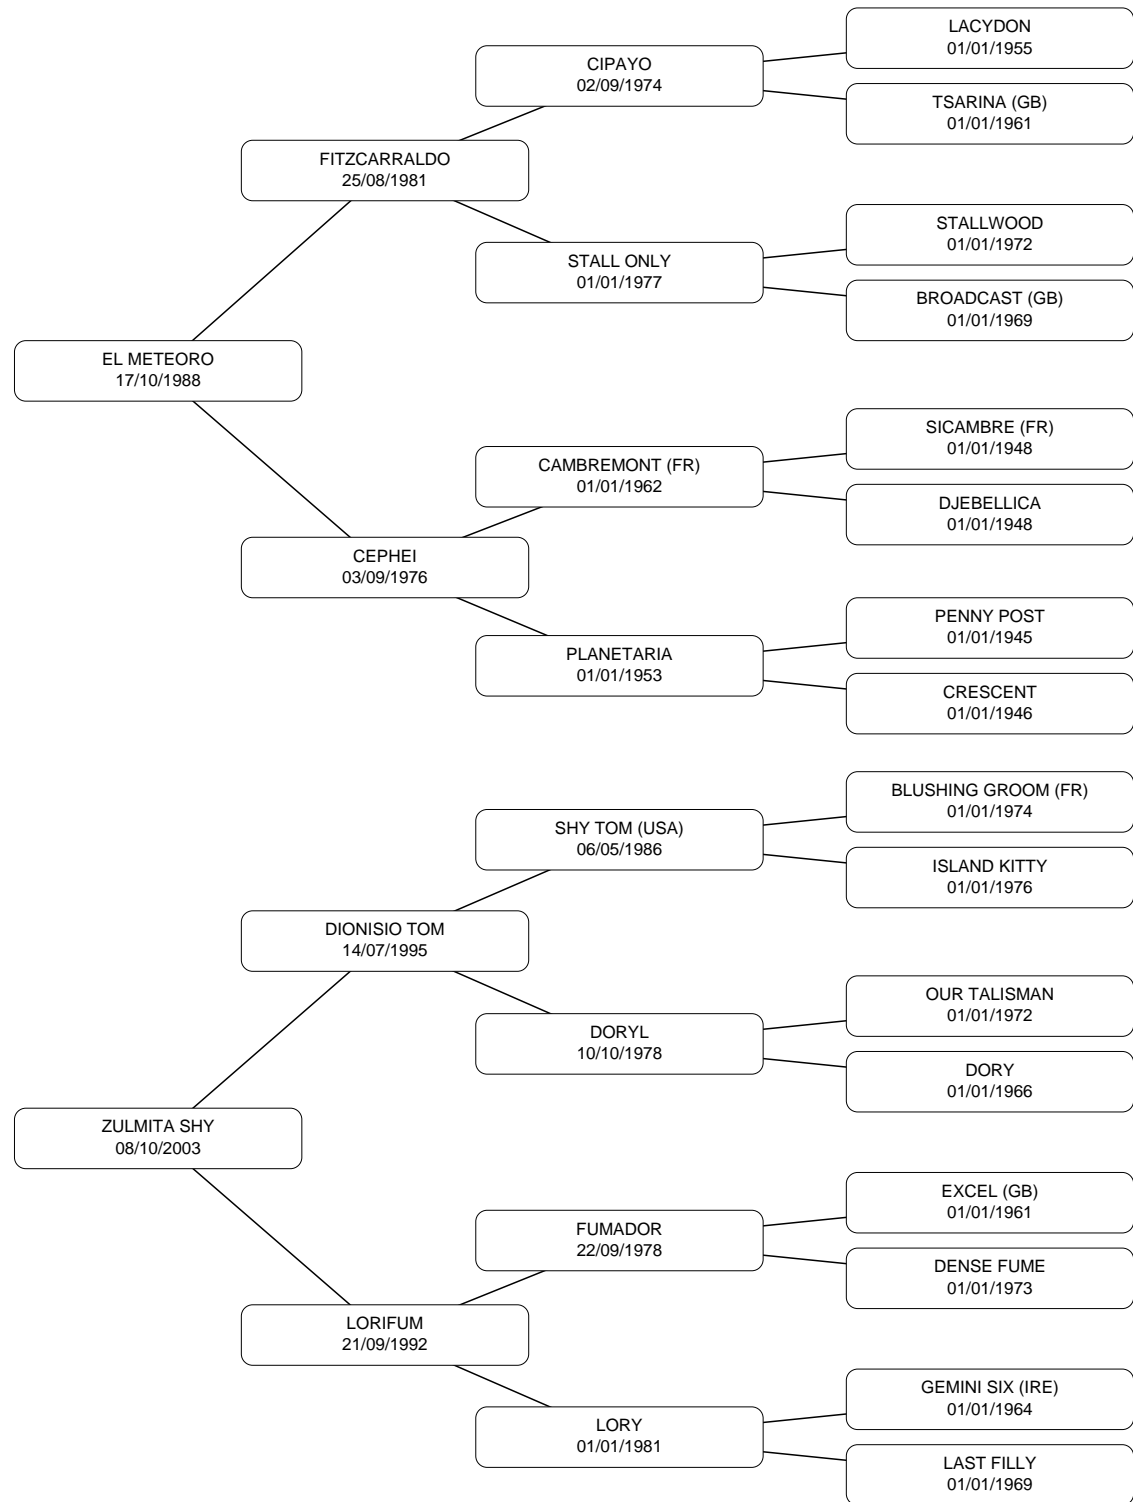 LACYDON
01/01/1955
CIPAYO
02/09/1974
TSARINA (GB)
01/01/1961
FITZCARRALDO
25/08/1981
STALLWOOD
01/01/1972
STALL ONLY
01/01/1977
BROADCAST (GB)
01/01/1969
EL METEORO
17/10/1988
SICAMBRE (FR)
01/01/1948
CAMBREMONT (FR)
01/01/1962
DJEBELLICA
01/01/1948
CEPHEI
03/09/1976
PENNY POST
01/01/1945
PLANETARIA
01/01/1953
CRESCENT
01/01/1946
BLUSHING GROOM (FR)
01/01/1974
SHY TOM (USA)
06/05/1986
ISLAND KITTY
01/01/1976
DIONISIO TOM
14/07/1995
OUR TALISMAN
01/01/1972
DORYL
10/10/1978
DORY
01/01/1966
ZULMITA SHY
08/10/2003
EXCEL (GB)
01/01/1961
FUMADOR
22/09/1978
DENSE FUME
01/01/1973
LORIFUM
21/09/1992
GEMINI SIX (IRE)
01/01/1964
LORY
01/01/1981
LAST FILLY
01/01/1969